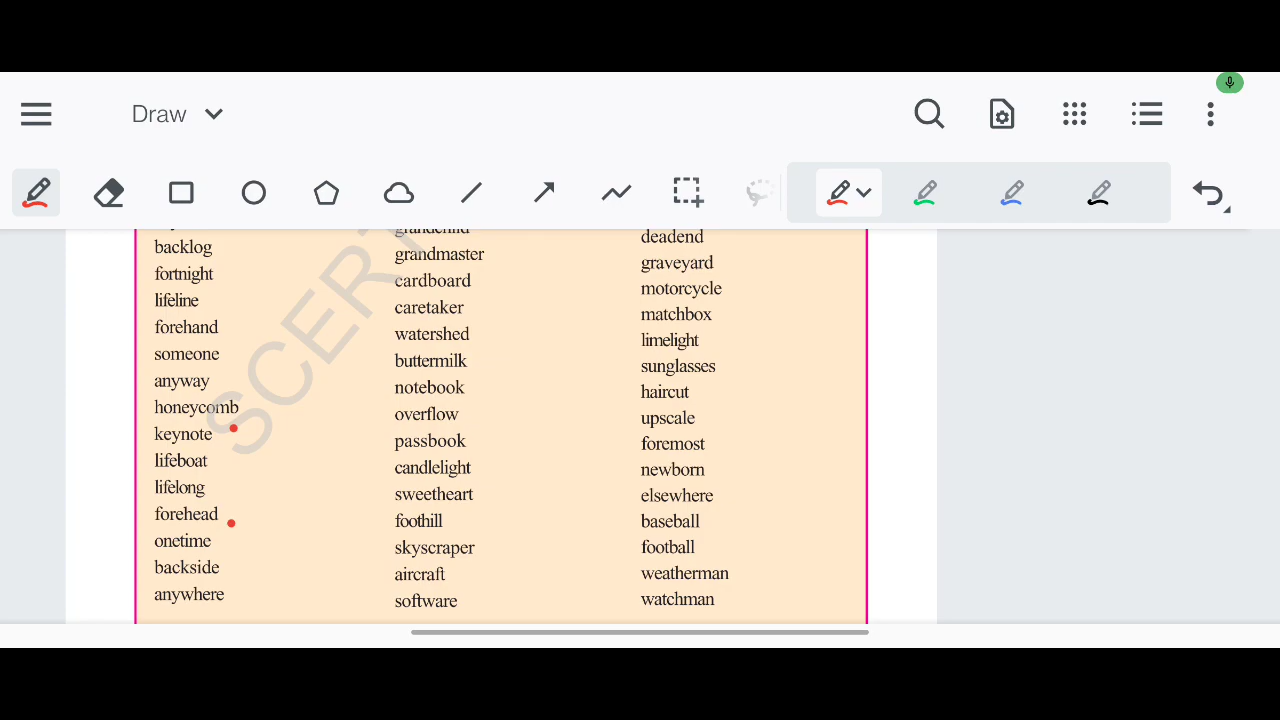 Draw
backlog
fortnight
lifeline
forehand
someone
anyway
honeycomb
keynote
lifeboat
lifelong
forehead
onetime
backside
anywhere
grandchild
grandmaster
cardboard
caretaker
watershed
buttermilk
notebook
overflow
passbook
candlelight
sweetheart
foothill
skyscraper
aircraft
software
deadend
graveyard
motorcycle
matchbox
limelight
sunglasses
haircut
upscale
foremost
newborn
elsewhere
baseball
football
weatherman
watchman
SCERT